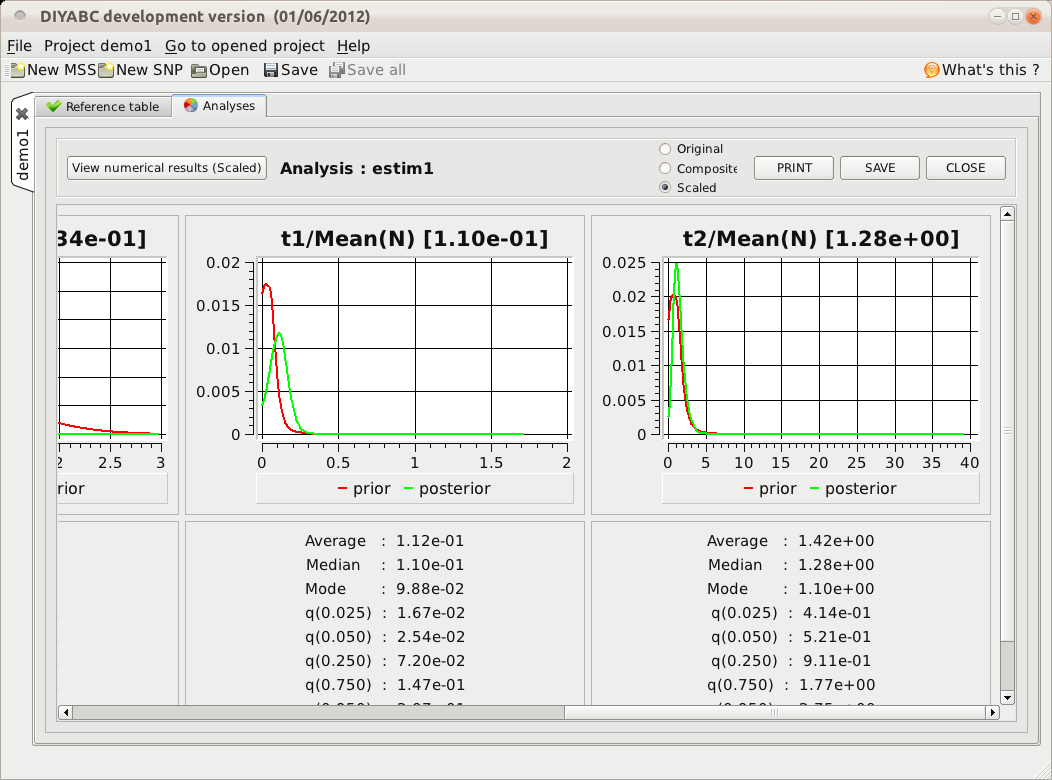 DIYABC development version (01/06/2012)
File Project demo1 Go to opened project Help
New MSS New SNP Open Save Save all What's this ?
Reference table Analyses
demo1
View numerical results (Scaled) Analysis : estim1
Original
Composite
Scaled
PRINT SAVE CLOSE
34e-01]
2 2.5 3
rior
t1/Mean(N) [1.10e-01]
0.02
0.015
0.01
0.005
0
0 0.5 1 1.5 2
prior posterior
t2/Mean(N) [1.28e+00]
0.025
0.02
0.015
0.01
0.005
0
0 5 10 15 20 25 30 35 40
prior posterior
Average : 1.12e-01
Median : 1.10e-01
Mode : 9.88e-02
q(0.025) : 1.67e-02
q(0.050) : 2.54e-02
q(0.250) : 7.20e-02
q(0.750) : 1.47e-01
Average : 1.42e+00
Median : 1.28e+00
Mode : 1.10e+00
q(0.025) : 4.14e-01
q(0.050) : 5.21e-01
q(0.250) : 9.11e-01
q(0.750) : 1.77e+00